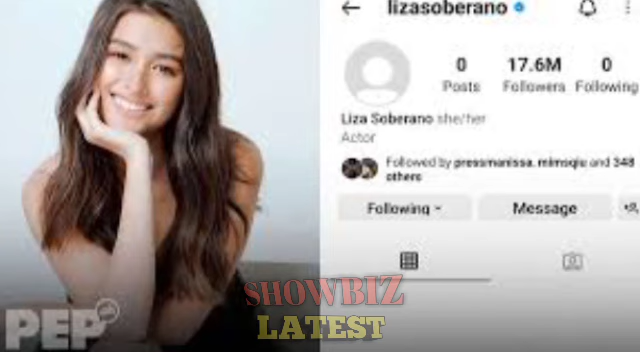 lizasoberano
0 17.6M 0
Posts Followers Following
Liza Soberano she/her
Actor
Followed by pressmanissa, mimsqiu and 348
others
Following Message
SHOWBIZ
LATEST
PEP